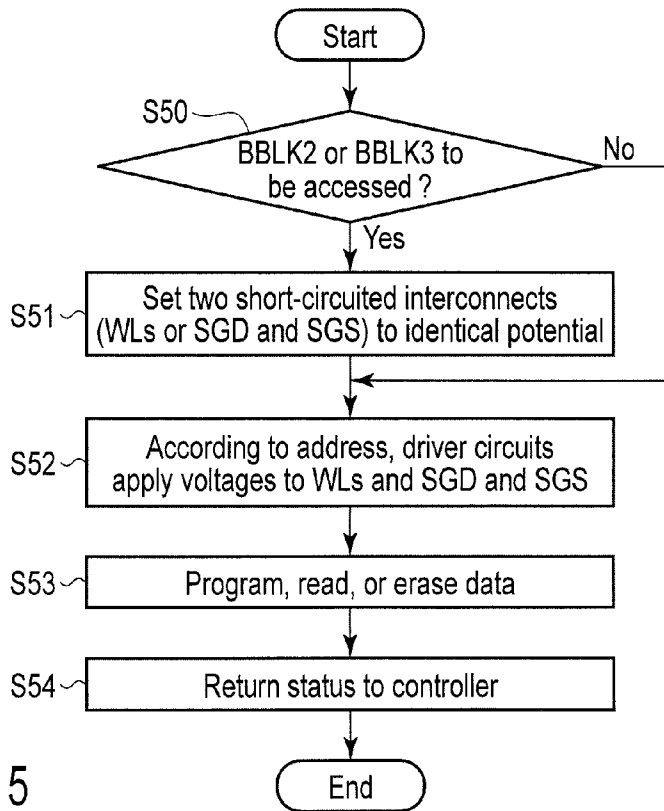 Start
S50
BBLK2 or BBLK3 to
be accessed ?
No
Yes
S51
Set two short-circuited interconnects
(WLs or SGD and SGS) to identical potential
S52
According to address, driver circuits
apply voltages to WLs and SGD and SGS
S53
Program, read, or erase data
S54
Return status to controller
5
End